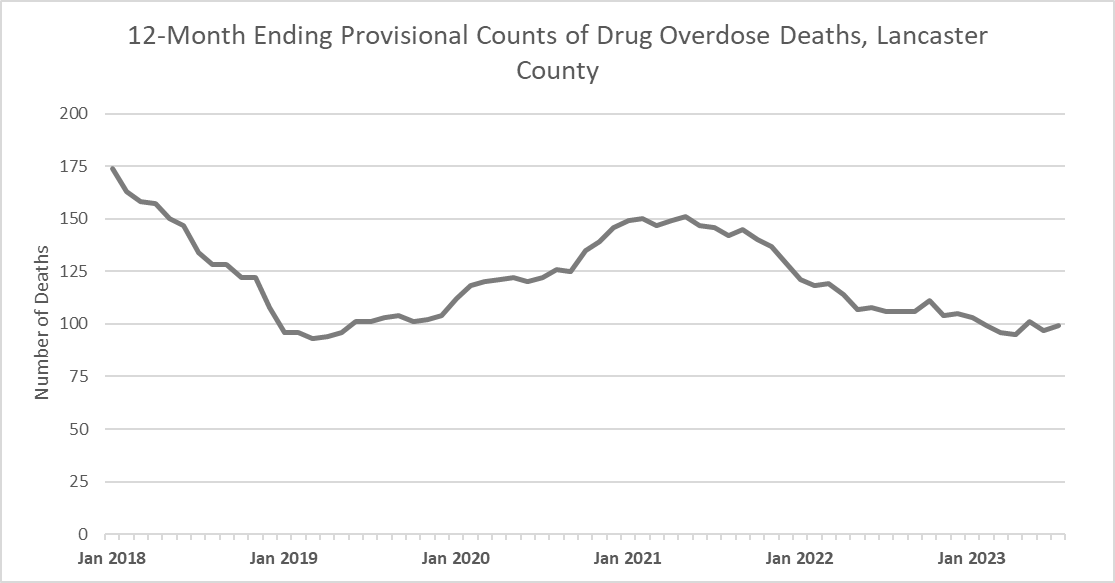 12-Month Ending Provisional Counts of Drug Overdose Deaths, Lancaster
County
Number of Deaths
200
175
150
125
100
75
50
25
0
Jan 2018
Jan 2019
Jan 2020
Jan 2021
Jan 2022
Jan 2023